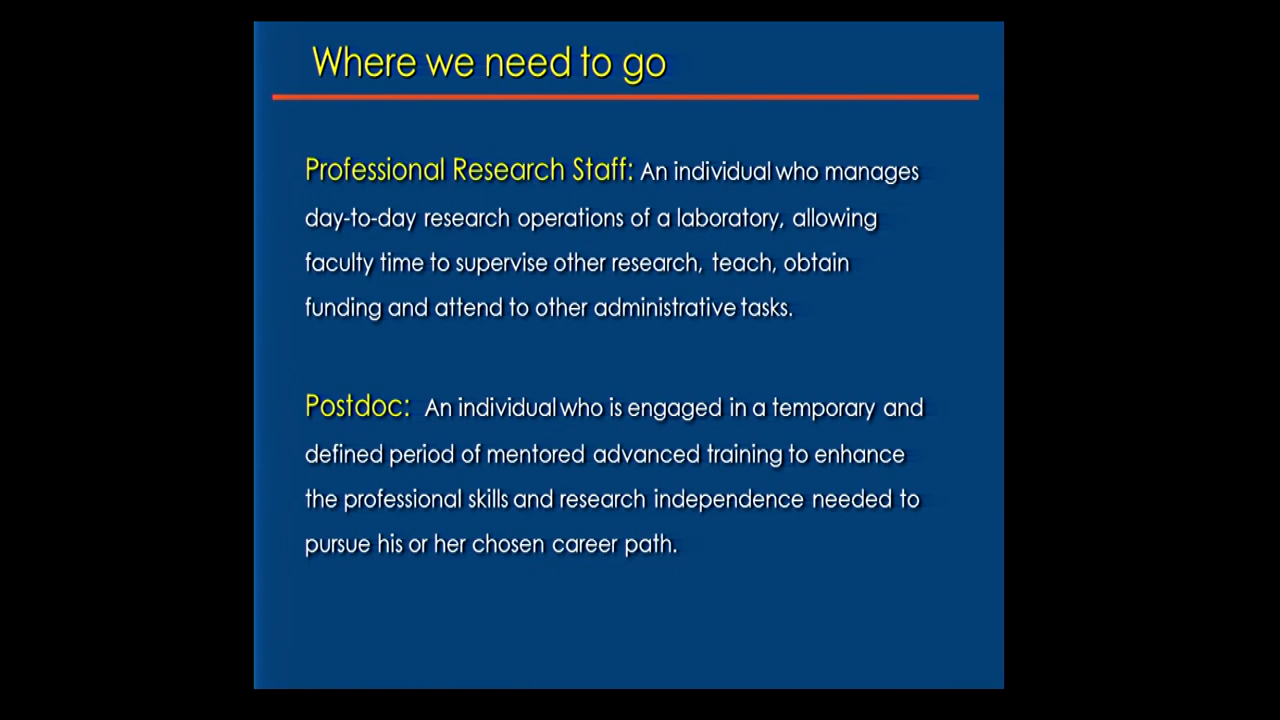 Where we need to go
Professional Research Staff: An individual who manages
day-to-day research operations of a laboratory, allowing
faculty time to supervise other research, teach, obtain
funding and attend to other administrative tasks.
Postdoc: An individual who is engaged in a temporary and
defined period of mentored advanced training to enhance
the professional skills and research independence needed to
pursue his or her chosen career path.